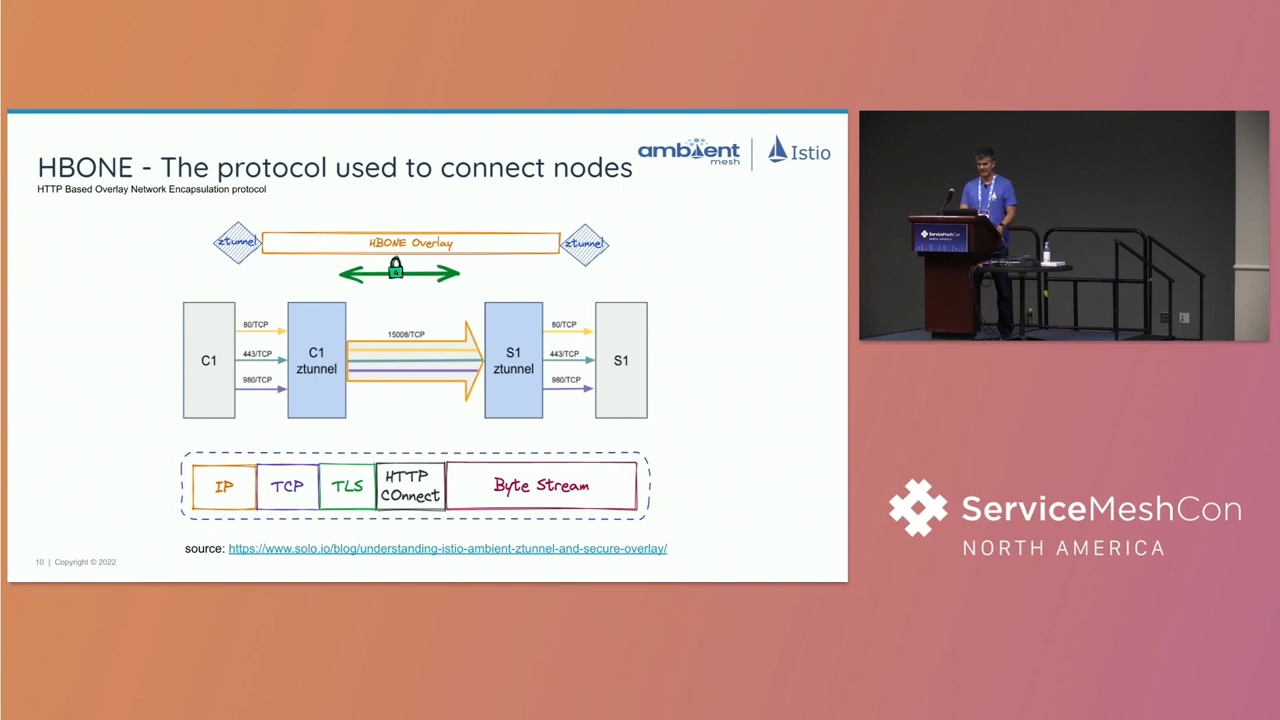 HBONE - The protocol used to connect nodes
HTTP Based Overlay Network Encapsulation protocol
ambient
mesh
Istio
ztunnel
HBONE Overlay
ztunnel
C1
80/TCP
443/TCP
980/TCP
C1
ztunnel
15008/TCP
S1
ztunnel
80/TCP
443/TCP
980/TCP
S1
IP
TCP
TLS
HTTP
COnnect
Byte Stream
source: https://www.solo.io/blog/understanding-istio-ambient-ztunnel-and-secure-overlay/
10 | Copyright © 2022
ServiceMeshCon
NORTH AMERICA
ServiceMeshCon
NORTH AMERICA